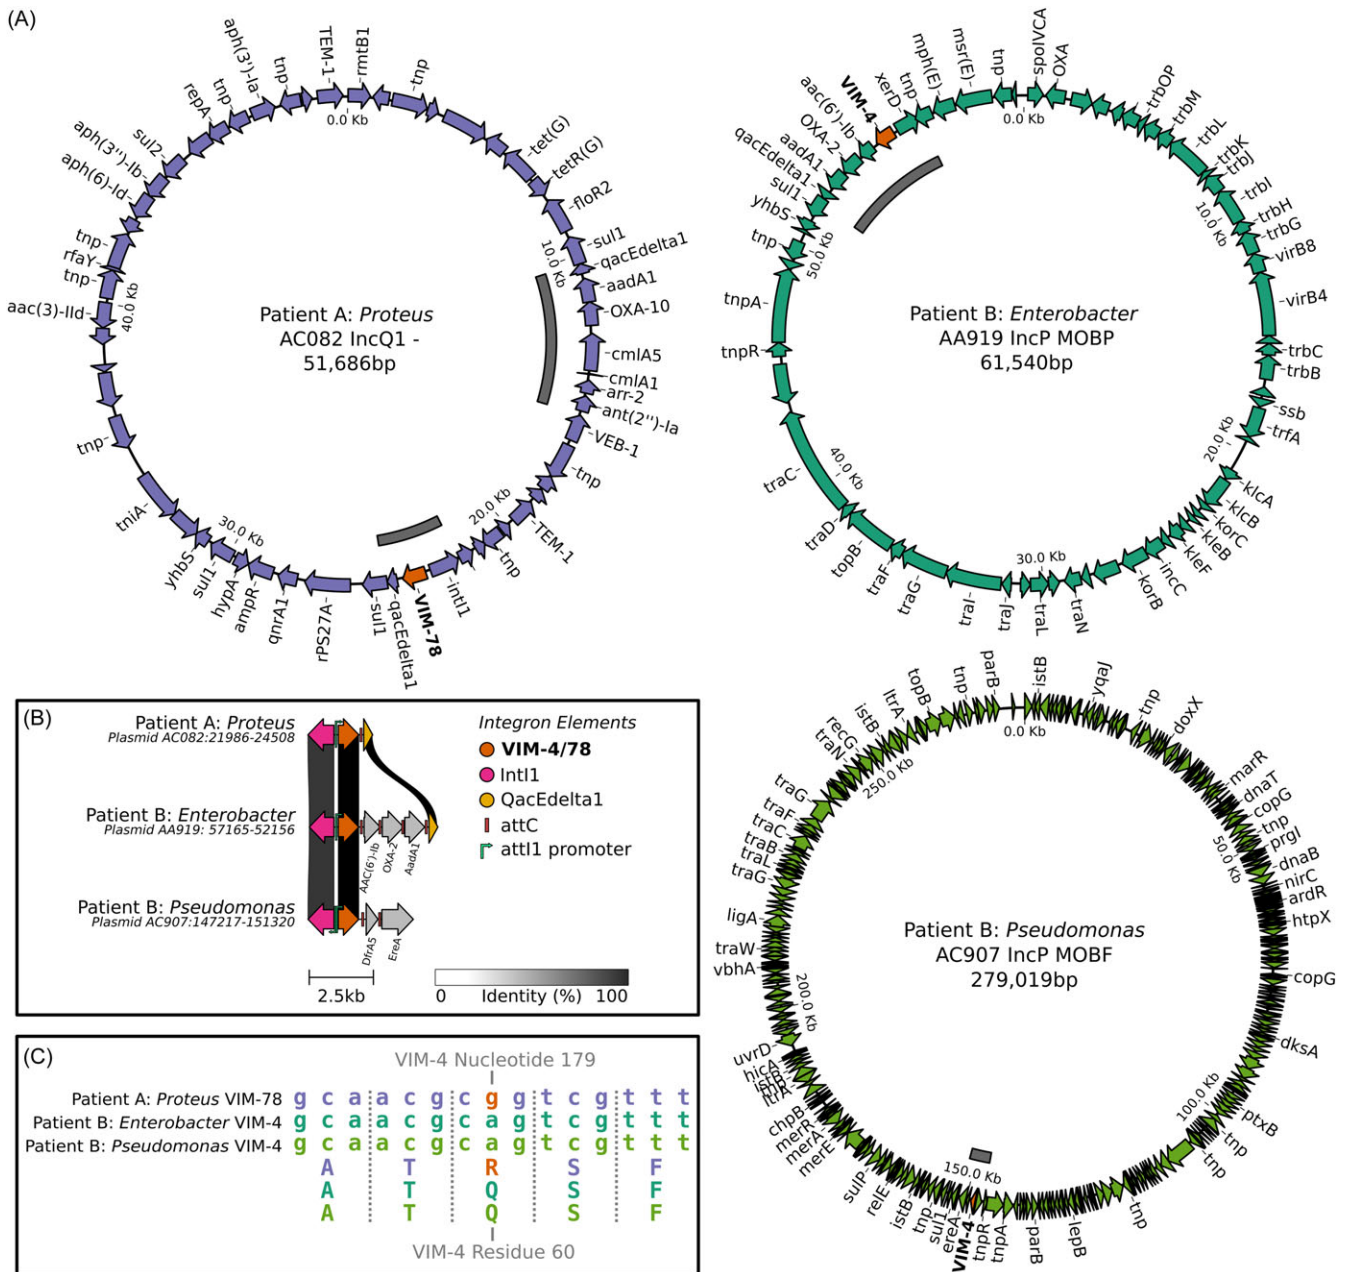 (A)
aph(3')-Ia
tnp
TEM-1
rmtB1
tnp
tet(G)
tetR(G)
floR2
sul1
qacEdelta1
aadA1
OXA-10
cmlA5
cmlA1
arr-2
ant(2'')-Ia
VEB-1
tnp
TEM-1
tnp
intI1
VIM-78
qacEdelta1
sul1
rPS27A
qnrA1
ampR
hypA
sul1
yhbS
tniA
tnp
aac(3)-IId
tnp
rfaY
tnp
aph(6)-Id
aph(3'')-Ib
sul2
repA
tnp
0.0 Kb
10.0 Kb
20.0 Kb
30.0 Kb
40.0 Kb
Patient A: Proteus
AC082 IncQ1 -
51,686bp
dut
spoIVCA
OXA
trbOP
trbM
trbL
trbK
trbJ
trbI
trbH
trbG
virB8
virB4
trbC
trbB
ssb
trfA
klcA
klcB
korC
kleB
kleF
incC
korB
traN
traL
traJ
traI
traG
traF
topB
traD
traC
tnpR
tnpA
tnp
yhbS
sul1
qacEdelta1
aadA1
OXA-2
aac(6')-Ib
VIM-4
xerD
tnp
mph(E)
msr(E)
0.0 Kb
10.0 Kb
20.0 Kb
30.0 Kb
40.0 Kb
50.0 Kb
Patient B: Enterobacter
AA919 IncP MOBP
61,540bp
(B)
Patient A: Proteus
Plasmid AC082:21986-24508
Patient B: Enterobacter
Plasmid AA919: 57165-52156
AAC(6')-Ib
OXA-2
AadA1
Patient B: Pseudomonas
Plasmid AC907:147217-151320
DfrA5
EreA
Integron Elements
VIM-4/78
IntI1
QacEdelta1
attC
attI1 promoter
2.5kb
0 Identity (%) 100
(C)
VIM-4 Nucleotide 179
Patient A: Proteus VIM-78 g c a a c g c g g t c g t t t
Patient B: Enterobacter VIM-4 g c a a c g c a g t c g t t t
Patient B: Pseudomonas VIM-4 g c a a c g c a g t c g t t t
A T R S F
A T Q S F
A T Q S F
VIM-4 Residue 60
parB
istB
yqaJ
tnp
doxX
marR
dnaT
copG
tnp
prgI
dnaB
nirC
ardR
htpX
copG
dksA
ptxB
tnp
tnp
tnp
lepB
parB
tnpA
tnpR
VIM-4
ereA
sul1
tnp
istB
relE
sulP
merE
merA
merR
chpB
ltrA
istB
hicA
uvrD
vbhA
traW
ligA
traG
traL
traB
traC
traF
traG
traN
recG
istB
ltrA
topB
tnp
0.0 Kb
50.0 Kb
100.0 Kb
150.0 Kb
200.0 Kb
250.0 Kb
Patient B: Pseudomonas
AC907 IncP MOBF
279,019bp